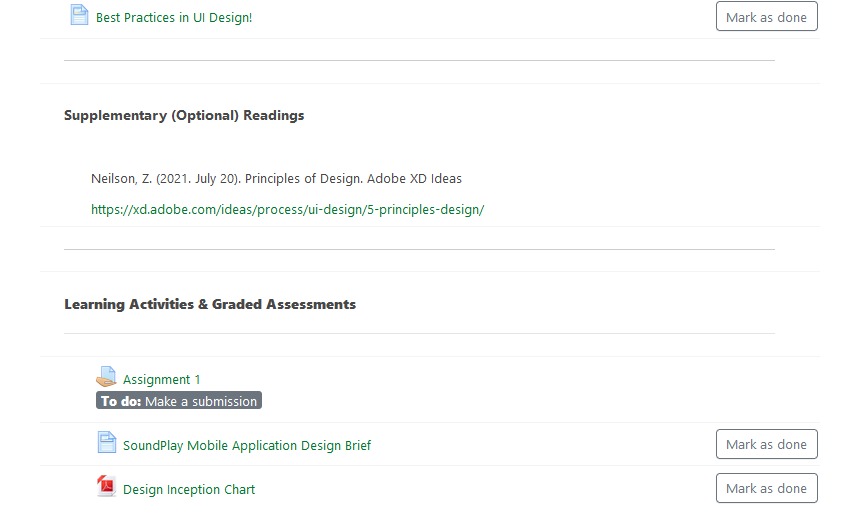 Best Practices in UI Design!
Mark as done
Supplementary (Optional) Readings
Neilson, Z. (2021. July 20). Principles of Design. Adobe XD Ideas
https://xd.adobe.com/ideas/process/ui-design/5-principles-design/
Learning Activities & Graded Assessments
Assignment 1
To do: Make a submission
SoundPlay Mobile Application Design Brief
Mark as done
Design Inception Chart
Mark as done